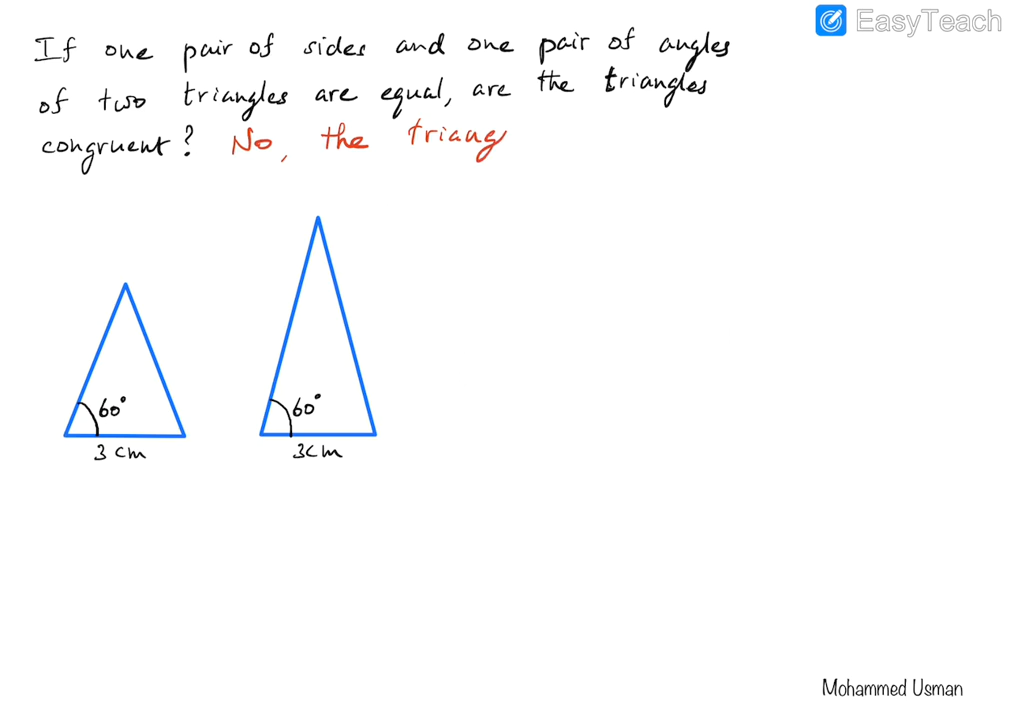 EasyTeach
If one pair of sides and one pair of angles
of two triangles are equal, are the triangles
congruent? No, the triang
60°
60°
3 cm
3cm
Mohammed Usman